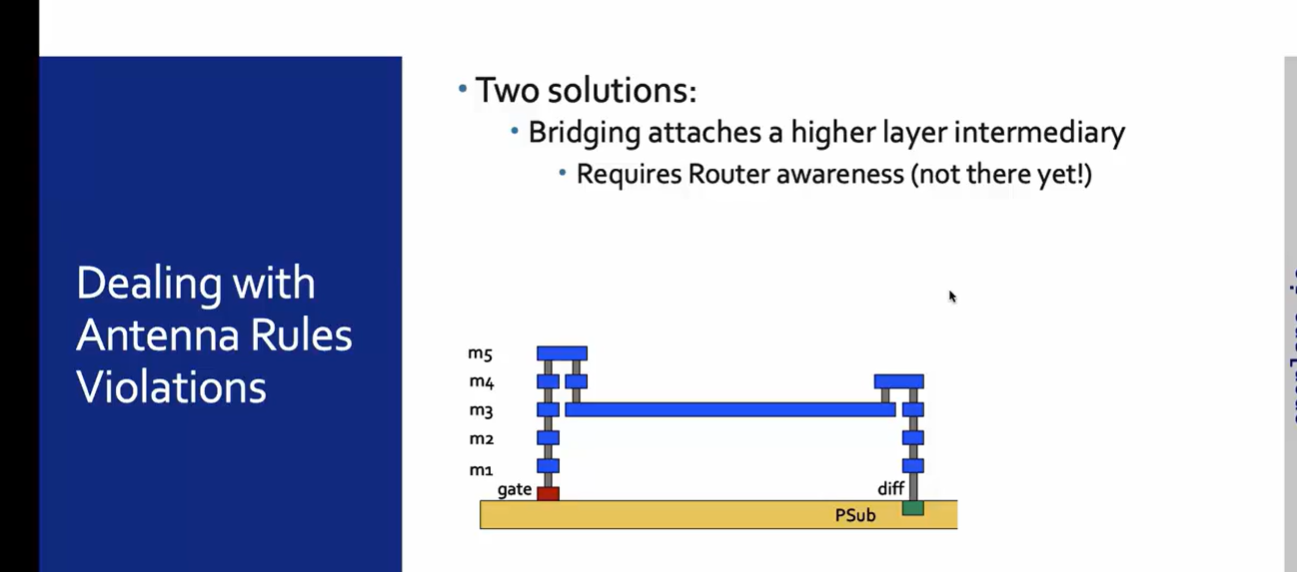 Dealing with
Antenna Rules
Violations
• Two solutions:
• Bridging attaches a higher layer intermediary
• Requires Router awareness (not there yet!)
m5
m4
m3
m2
m1
gate
diff
PSub